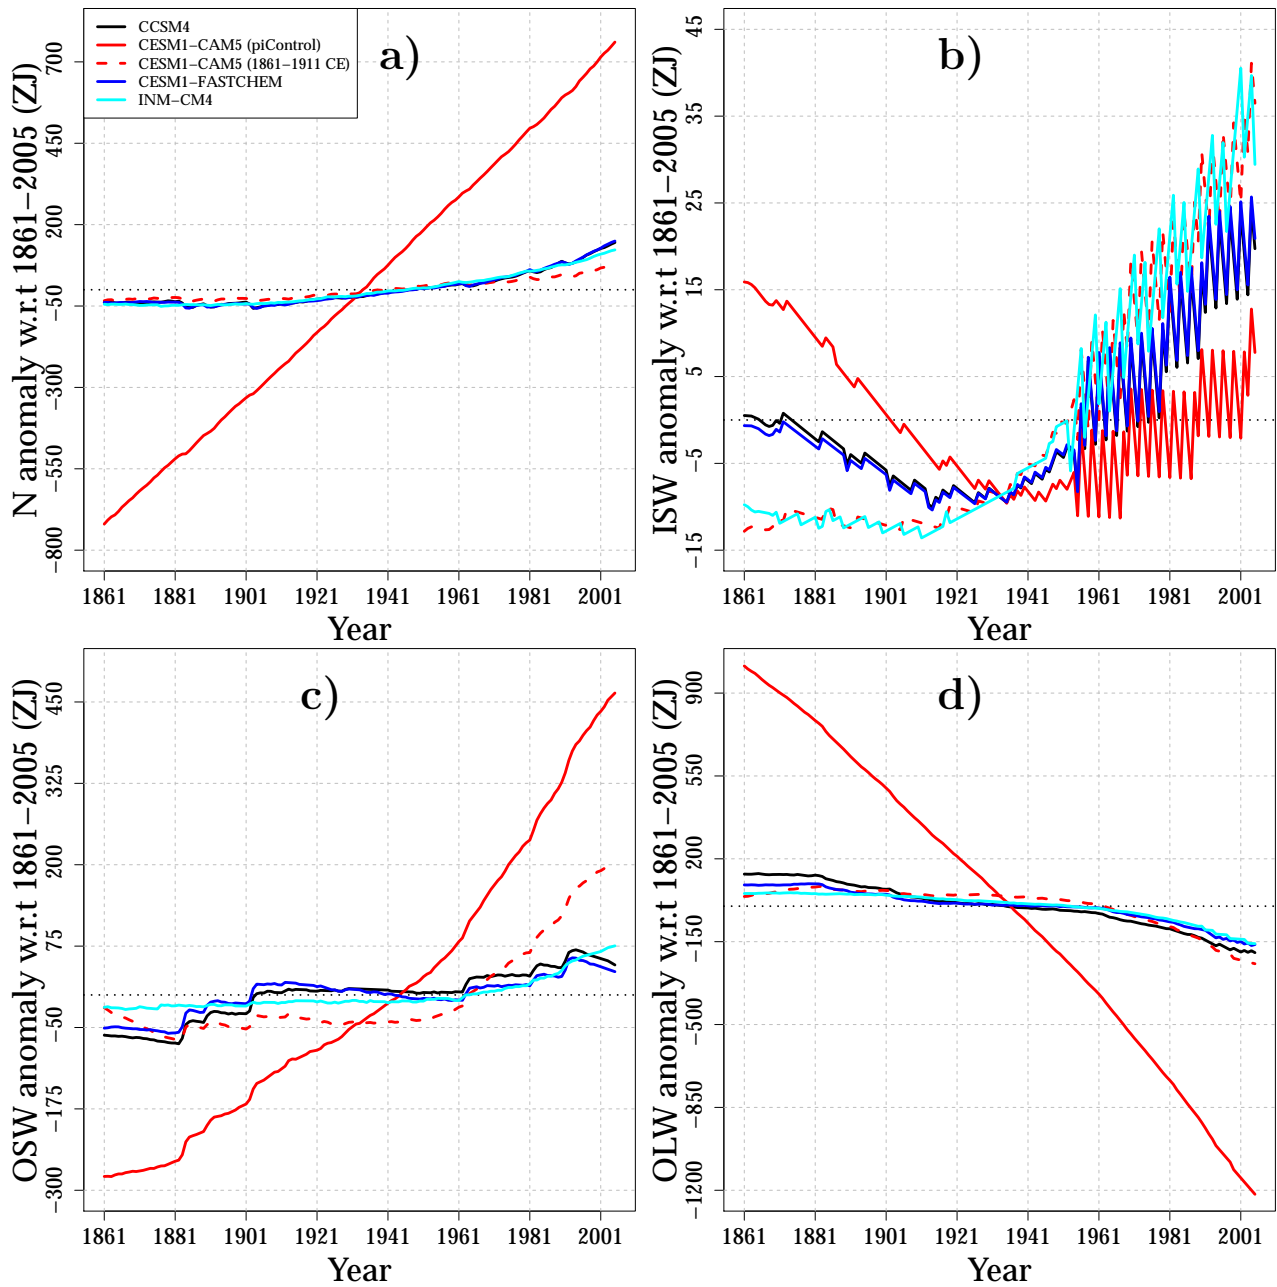 CCSM4
CESM1−CAM5 (piControl)
CESM1−CAM5 (1861−1911 CE)
CESM1−FASTCHEM
INM−CM4
a)
N anomaly w.r.t 1861−2005 (ZJ)
700
450
200
−50
−300
−550
−800
1861 1881 1901 1921 1941 1961 1981 2001
Year
b)
ISW anomaly w.r.t 1861−2005 (ZJ)
45
35
25
15
5
−5
−15
1861 1881 1901 1921 1941 1961 1981 2001
Year
c)
OSW anomaly w.r.t 1861−2005 (ZJ)
450
325
200
75
−50
−175
−300
1861 1881 1901 1921 1941 1961 1981 2001
Year
d)
OLW anomaly w.r.t 1861−2005 (ZJ)
900
550
200
−150
−500
−850
−1200
1861 1881 1901 1921 1941 1961 1981 2001
Year